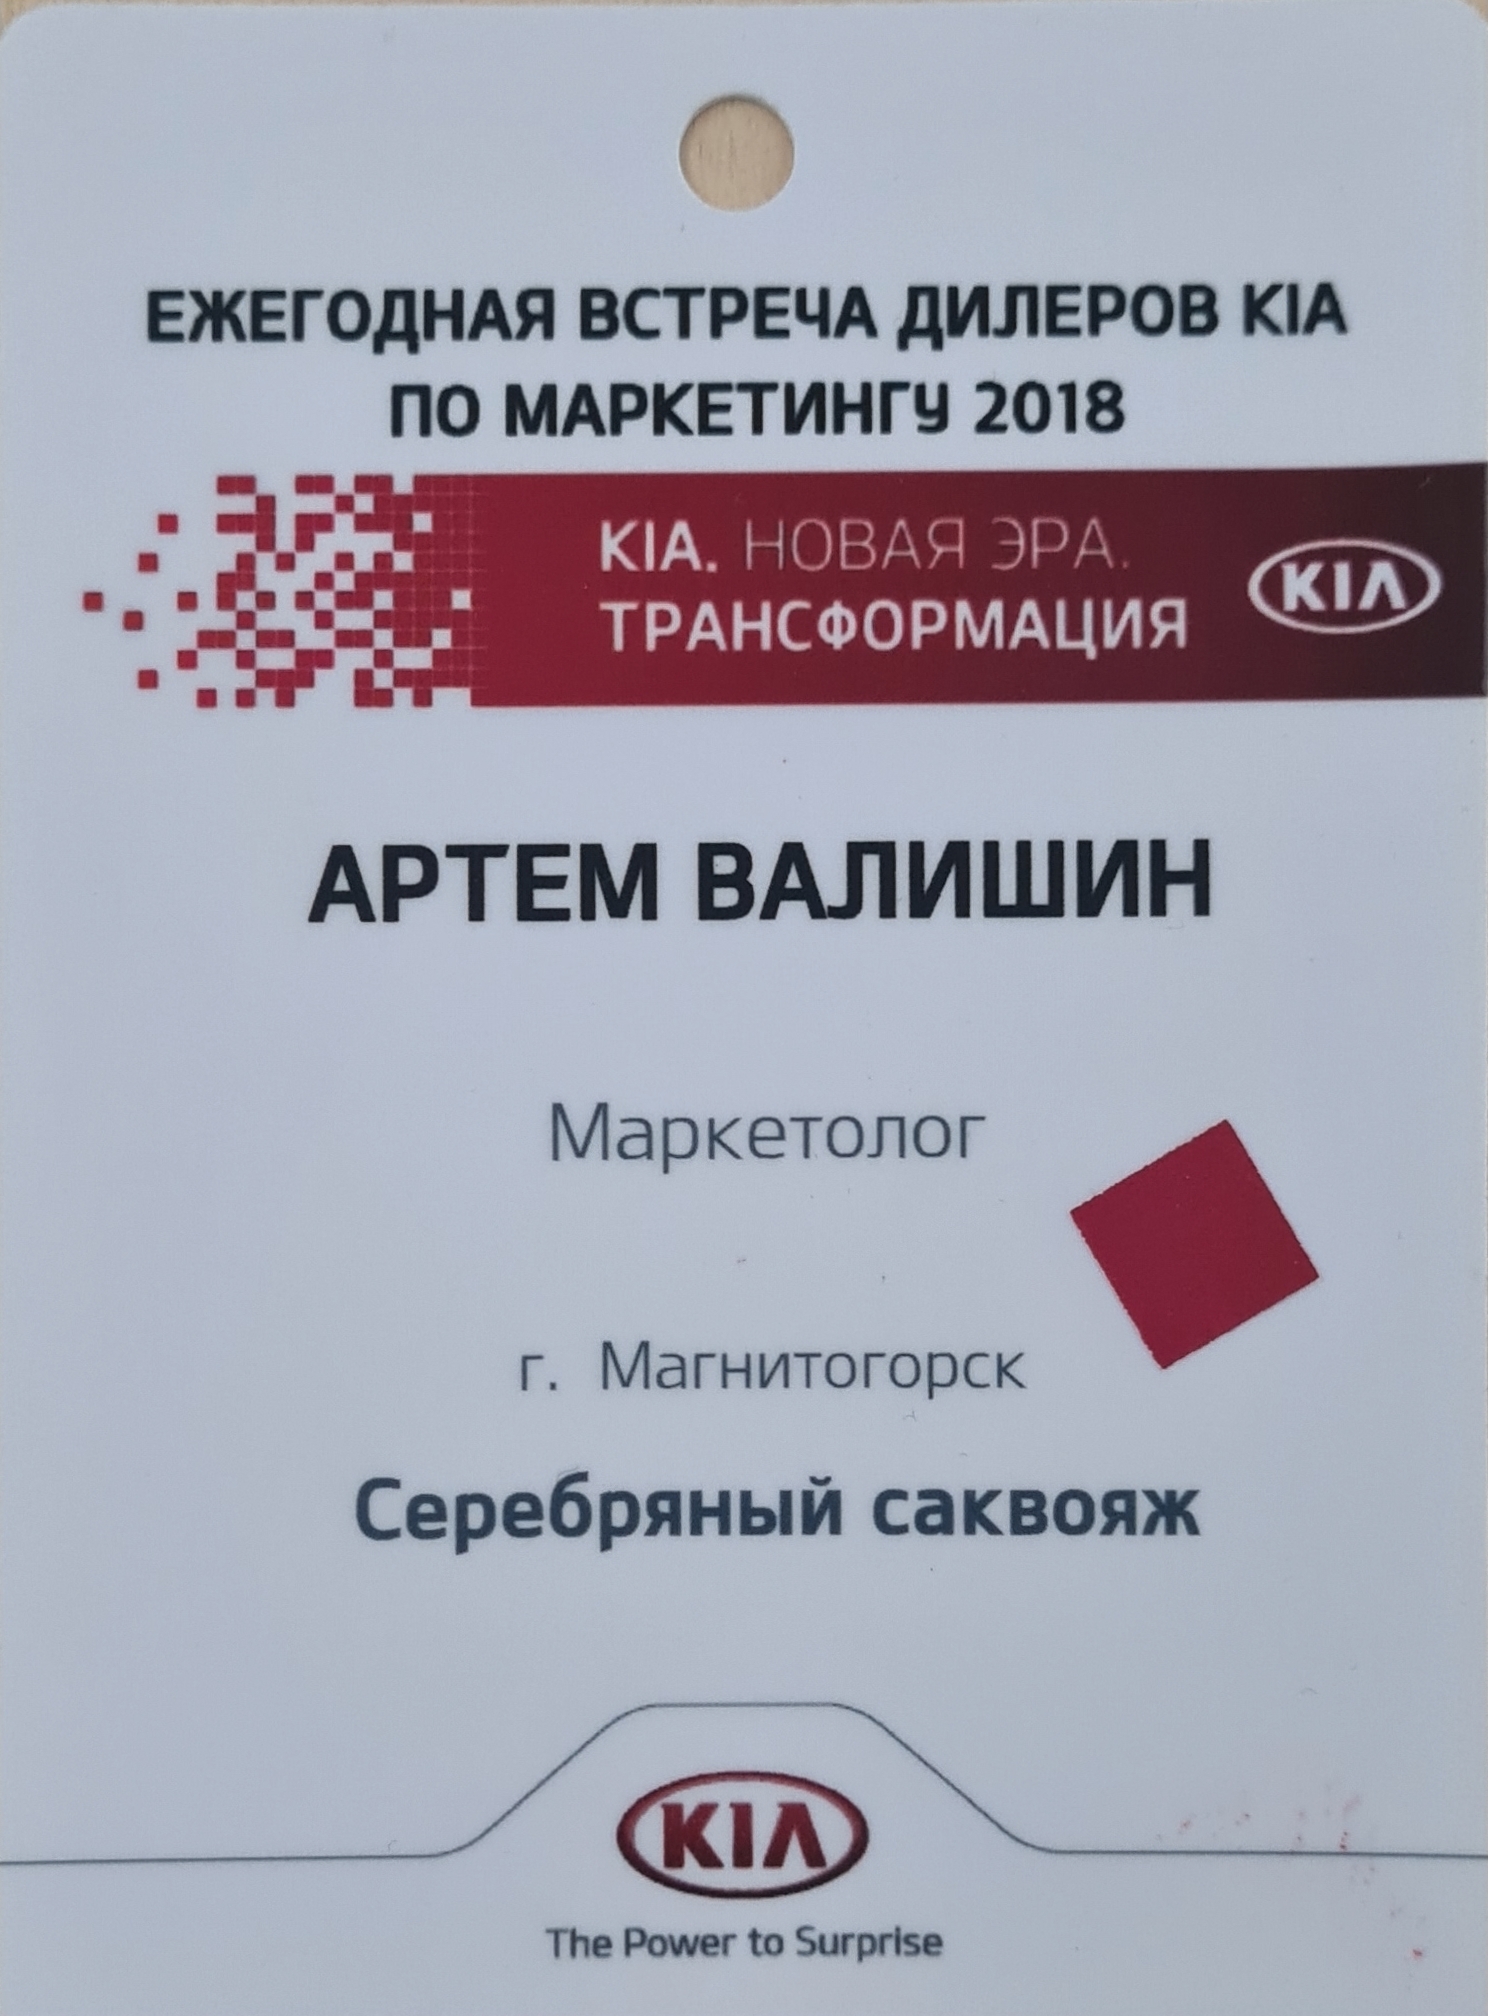 ЕЖЕГОДНАЯ ВСТРЕЧА ДИЛЕРОВ KIA
ПО МАРКЕТИНГУ 2018
KIA. НОВАЯ ЭРА.
ТРАНСФОРМАЦИЯ
KIA
АРТЕМ ВАЛИШИН
Маркетолог
г. Магнитогорск
Серебряный саквояж
KIA
The Power to Surprise